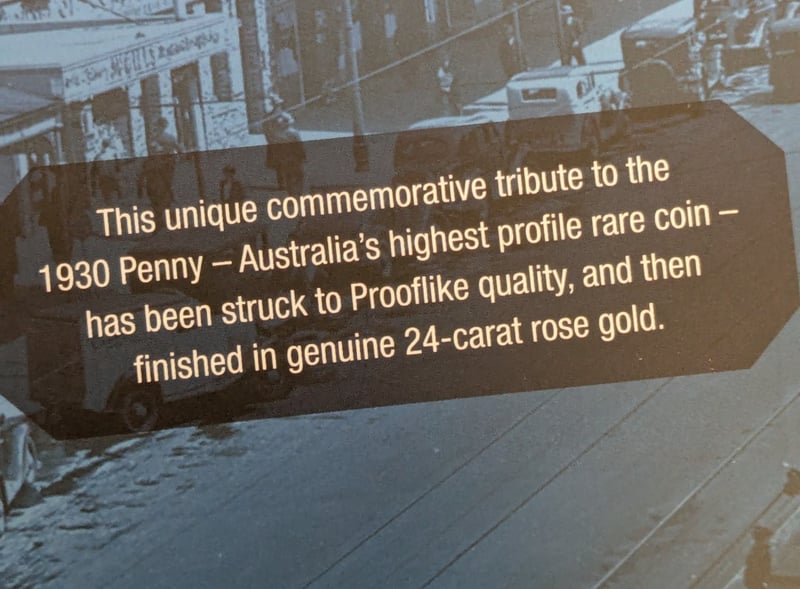 This unique commemorative tribute to the
1930 Penny – Australia's highest profile rare coin –
has been struck to Prooflike quality, and then
finished in genuine 24-carat rose gold.